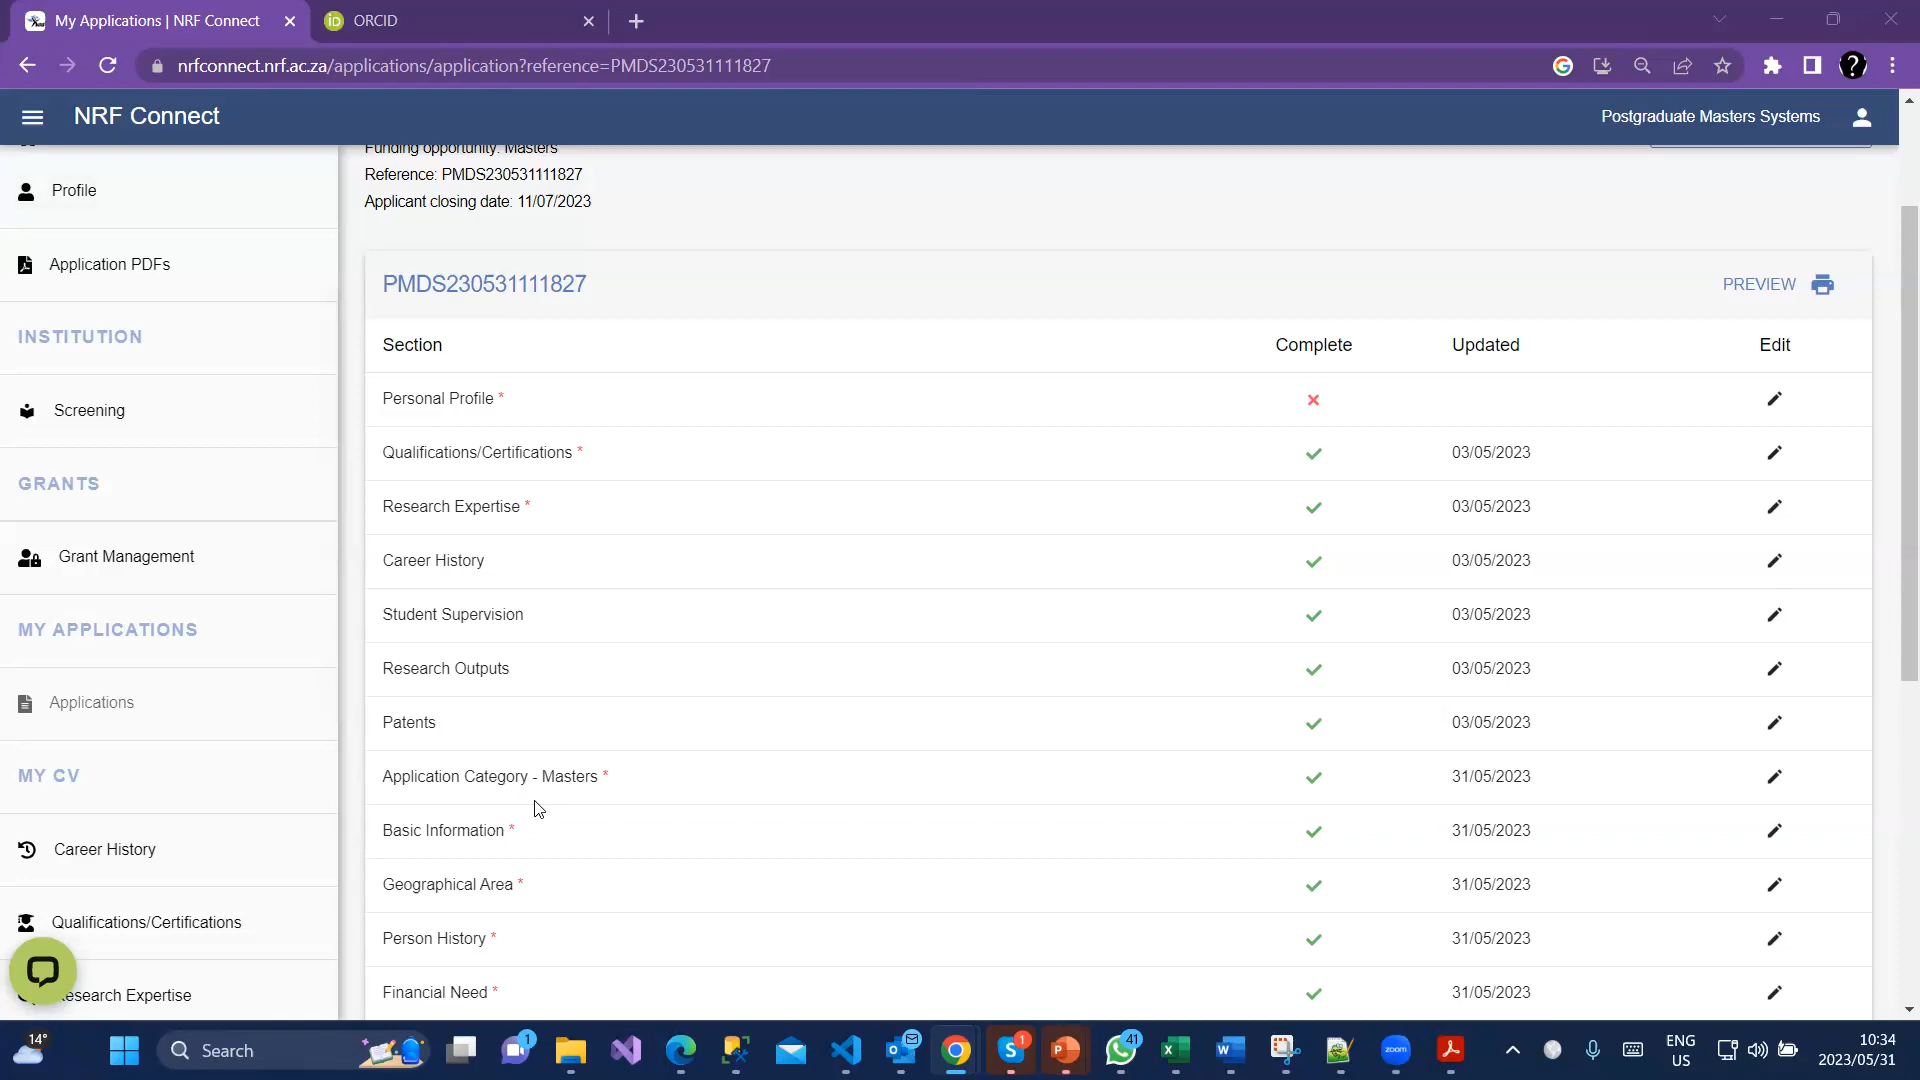 My Applications | NRF Connect
ORCID
nrfconnect.nrf.ac.za/applications/application?reference=PMDS230531111827
NRF Connect
Postgraduate Masters Systems
Profile
Application PDFs
INSTITUTION
Screening
GRANTS
Grant Management
MY APPLICATIONS
Applications
MY CV
Career History
Qualifications/Certifications
Research Expertise
Funding opportunity: Masters
Reference: PMDS230531111827
Applicant closing date: 11/07/2023
PMDS230531111827
PREVIEW
Section Complete Updated Edit
Personal Profile *
Qualifications/Certifications * 03/05/2023
Research Expertise * 03/05/2023
Career History 03/05/2023
Student Supervision 03/05/2023
Research Outputs 03/05/2023
Patents 03/05/2023
Application Category - Masters * 31/05/2023
Basic Information * 31/05/2023
Geographical Area * 31/05/2023
Person History * 31/05/2023
Financial Need * 31/05/2023
14°
Search
1
1
41
zoom
ENG
US
10:34
2023/05/31